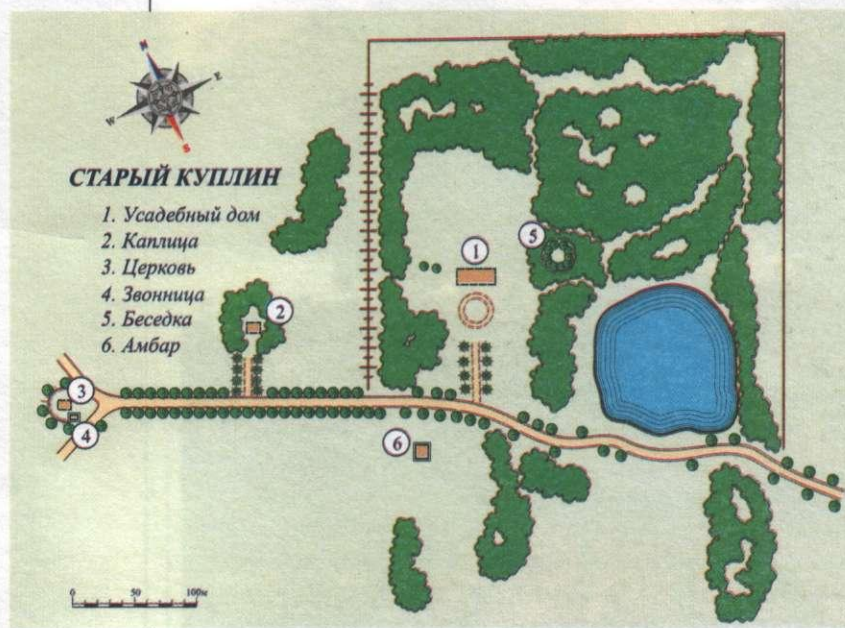 N
E
W
S
СТАРЫЙ КУПЛИН
1. Усадебный дом
2. Каплица
3. Церковь
4. Звонница
5. Беседка
6. Амбар
1
5
2
3
4
6
0 50 100м